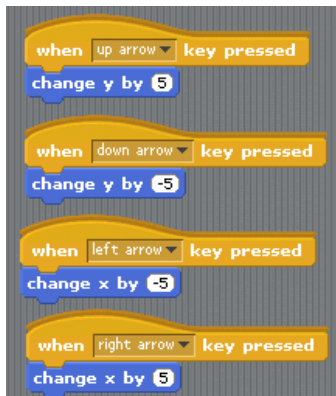 when up arrow key pressed
change y by 5
when down arrow key pressed
change y by -5
when left arrow key pressed
change x by -5
when right arrow key pressed
change x by 5